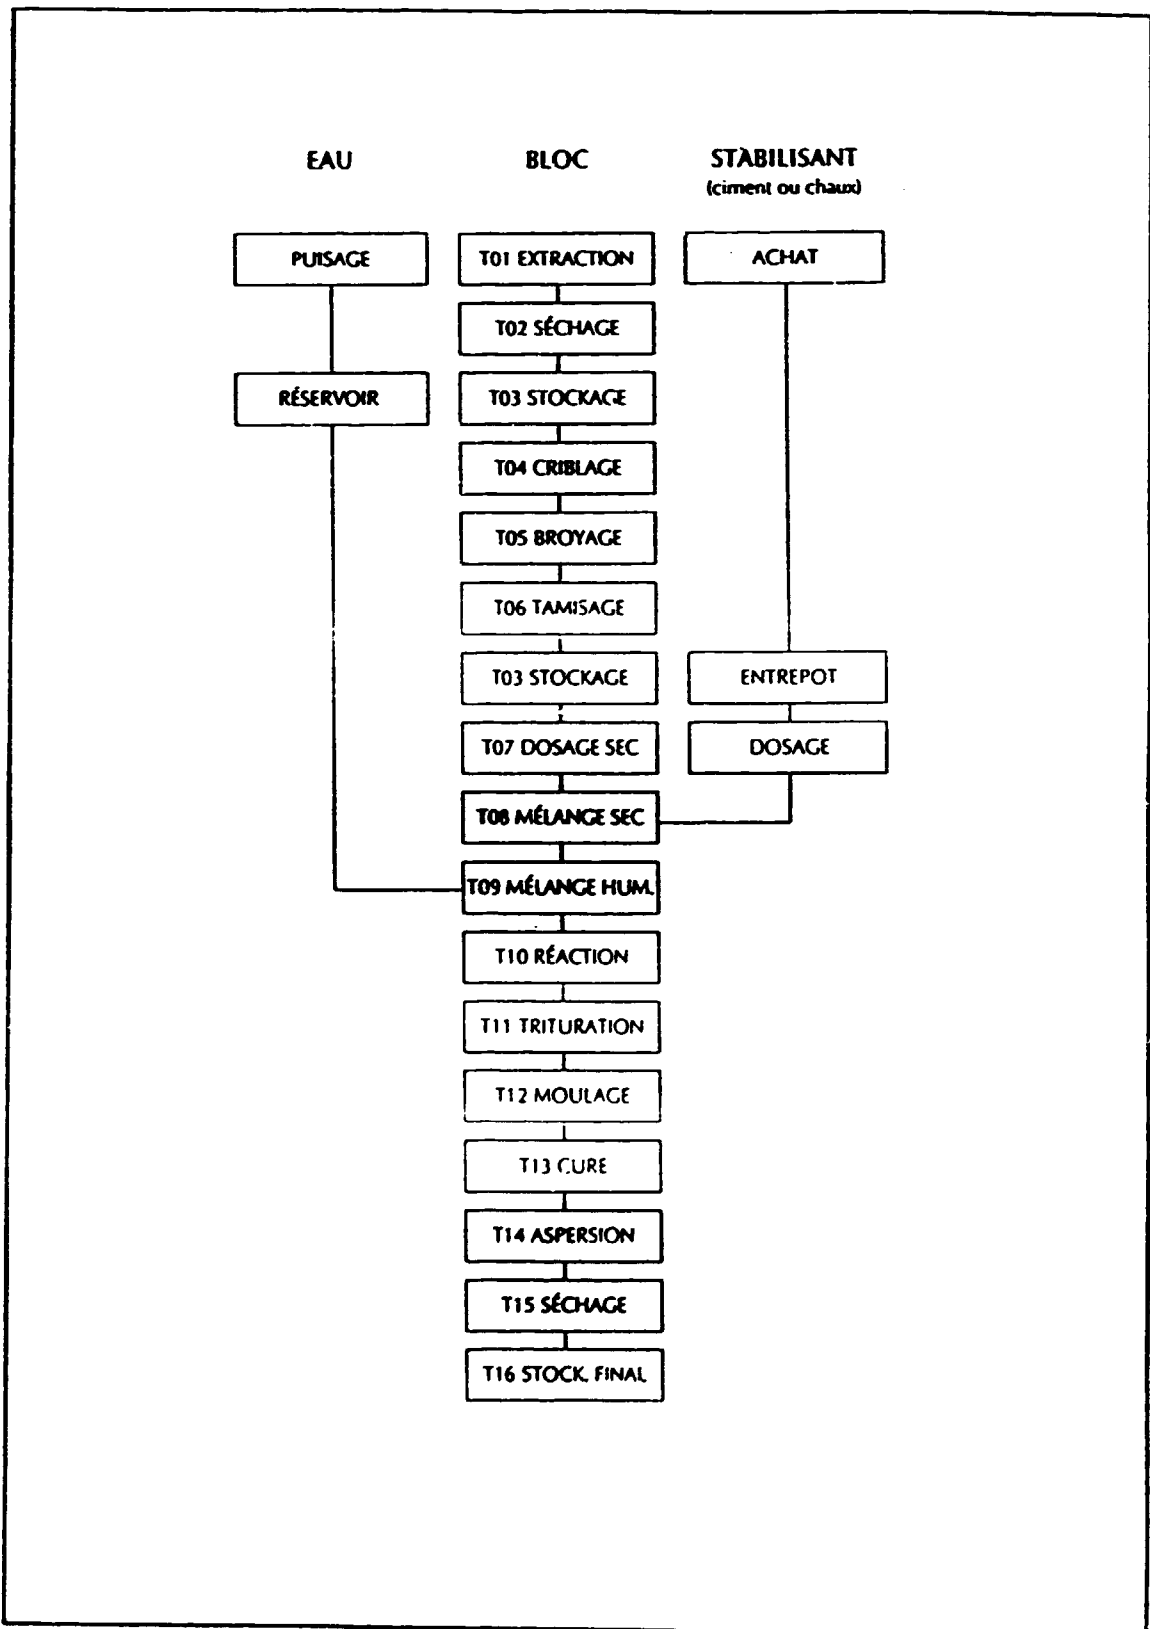 EAU BLOC STABILISANT
(ciment ou chaux)
PUISAGE T01 EXTRACTION ACHAT
T02 SÉCHAGE
RÉSERVOIR T03 STOCKAGE
T04 CRIBLAGE
T05 BROYAGE
T06 TAMISAGE
T03 STOCKAGE ENTREPOT
T07 DOSAGE SEC DOSAGE
T08 MÉLANGE SEC
T09 MÉLANGE HUM.
T10 RÉACTION
T11 TRITURATION
T12 MOULAGE
T13 CURE
T14 ASPERSION
T15 SÉCHAGE
T16 STOCK. FINAL